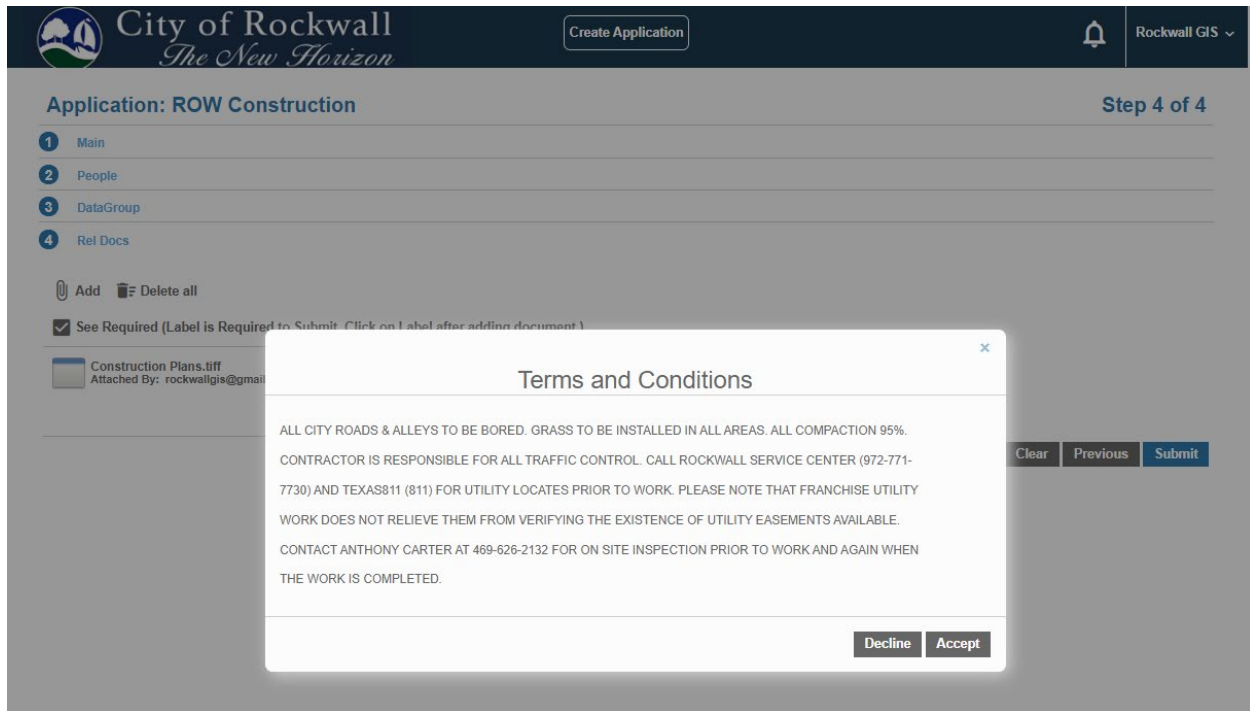 City of Rockwall
The New Horizon
Create Application
Rockwall GIS
Application: ROW Construction
Step 4 of 4
1 Main
2 People
3 DataGroup
4 Rel Docs
Add Delete all
See Required (Label is Required to Submit. Click on Label after adding document.)
Construction Plans.tiff
Attached By: rockwallgis@gmail
×
Terms and Conditions
ALL CITY ROADS & ALLEYS TO BE BORED. GRASS TO BE INSTALLED IN ALL AREAS. ALL COMPACTION 95%.
CONTRACTOR IS RESPONSIBLE FOR ALL TRAFFIC CONTROL. CALL ROCKWALL SERVICE CENTER (972-771-
7730) AND TEXAS811 (811) FOR UTILITY LOCATES PRIOR TO WORK. PLEASE NOTE THAT FRANCHISE UTILITY
WORK DOES NOT RELIEVE THEM FROM VERIFYING THE EXISTENCE OF UTILITY EASEMENTS AVAILABLE.
CONTACT ANTHONY CARTER AT 469-626-2132 FOR ON SITE INSPECTION PRIOR TO WORK AND AGAIN WHEN
THE WORK IS COMPLETED.
Clear Previous Submit
Decline Accept